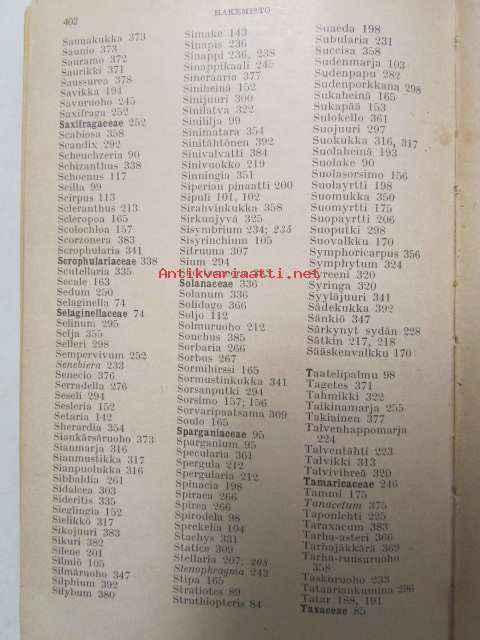 402
HAKEMISTO
Saunakukka 373
Saunio 373
Sauramo 372
Saurikki 371
Saussurea 378
Savikka 194
Savuruoho 245
Saxifraga 252
Saxifragaceae 252
Scabiosa 358
Scandix 292
Scheuchzeria 90
Schizanthus 338
Schoenus 117
Scilla 99
Scirpus 113
Scleranthus 213
Scleropoa 165
Scolochloa 157
Scorzonera 383
Scrophularia 341
Scrophulariaceae 338
Scutellaria 335
Secale 163
Sedum 250
Selaginella 74
Selaginellaceae 74
Selinum 295
Selja 355
Selleri 298
Sempervivum 252
Senebiera 233
Senecio 376
Serradella 276
Seseli 294
Sesleria 152
Setaria 142
Sherardia 354
Siankärsäruoho 373
Sianmarja 316
Sianmustikka 317
Sianpuolukka 316
Sibbaldia 261
Sidalcea 303
Sideritis 335
Sieglingia 152
Sielikkö 317
Sikojuuri 383
Sikuri 382
Silene 201
Silmiö 105
Silmäruoho 347
Silphium 392
Silybum 380
Simake 143
Sinapis 236
Sinappi 236, 238
Sinappikaali 245
Sineraaria 377
Siniheinä 152
Sinijuuri 300
Sinilatva 322
Sinililja 99
Sinimatara 354
Sinitähtönen 392
Sinivalvatti 384
Sinivuokko 219
Sinningia 351
Siperian pinaatti 200
Sipuli 101, 102
Sirahvinkukka 358
Sirkunjyvä 325
Sisymbrium 234; 235
Sisyrinchium 105
Sitruuna 307
Sium 294
Solanaceae 336
Solanum 336
Solidago 366
Soljo 112
Solmuruoho 212
Sonchus 385
Sorbaria 266
Sorbus 267
Sormihirssi 165
Sormustinkukka 341
Sorsanputki 294
Sorsimo 157; 156
Sorvaripaatsama 309
Soulo 165
Sparganiaceae 95
Sparganium 95
Specularia 361
Spergula 212
Spergularia 212
Spinacia 198
Spiraea 266
Spirea 266
Spirodela 98
Sprekelia 104
Stachys 331
Statice 309
Stellaria 207; 208
Stenophragma 243
Stipa 165
Stratiotes 89
Struthiopteris 84
Suaeda 198
Subularia 231
Succisa 358
Sudenmarja 103
Sudenpapu 282
Sudenporkkana 298
Sukaheinä 165
Sukapää 153
Sulokello 361
Suojuuri 297
Suokukka 316, 317
Suolaheinä 193
Suolake 90
Suolasorsimo 156
Suolayrtti 198
Suomukka 350
Suomyrtti 175
Suopayrtti 206
Suoputki 298
Suovalkku 170
Symphoricarpus 356
Symphytum 324
Syreeni 320
Syringa 320
Syyläjuuri 341
Sädekukka 392
Sänkiö 347
Särkynyt sydän 228
Sätkin 217, 218
Sääskenvalkku 170
Taatelipalmu 98
Tagetes 371
Tahmikki 322
Taikinamarja 255
Takiainen 377
Talvenhappomarja
224
Talventähti 223
Talvikki 313
Talvivihreä 320
Tamaricaceae 246
Tammi 175
Tanacetum 375
Taponlehti 225
Taraxacum 383
Tarha-asteri 366
Tarhajäkkärä 369
Tarha-ruusuruoho
358
Taskuruoho 233
Tataariankumina 296
Tatar 188, 191
Taxaceae 85
Antikvariaatti.net